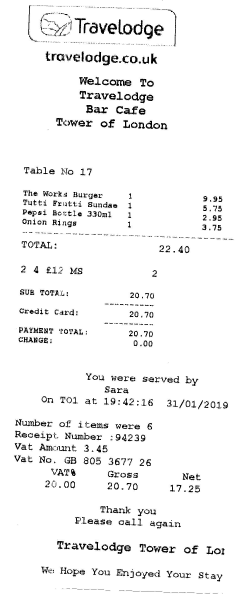 Travelodge
travelodge.co.uk
Welcome To
Travelodge
Bar Cafe
Tower of London
Table No 17
The Works Burger 1 9.95
Tutti Frutti Sundae 1 5.75
Pepsi Bottle 330ml 1 2.95
Onion Rings 1 3.75
TOTAL: 22.40
2 4 £12 MS 2
SUB TOTAL: 20.70
Credit Card: 20.70
PAYMENT TOTAL: 20.70
CHANGE: 0.00
You were served by
Sara
On TO1 at 19:42:16 31/01/2019
Number of items were 6
Receipt Number :94239
Vat Amount 3.45
Vat No. GB 805 3677 26
VAT% Gross Net
20.00 20.70 17.25
Thank you
Please call again
Travelodge Tower of Lo
We Hope You Enjoyed Your Stay